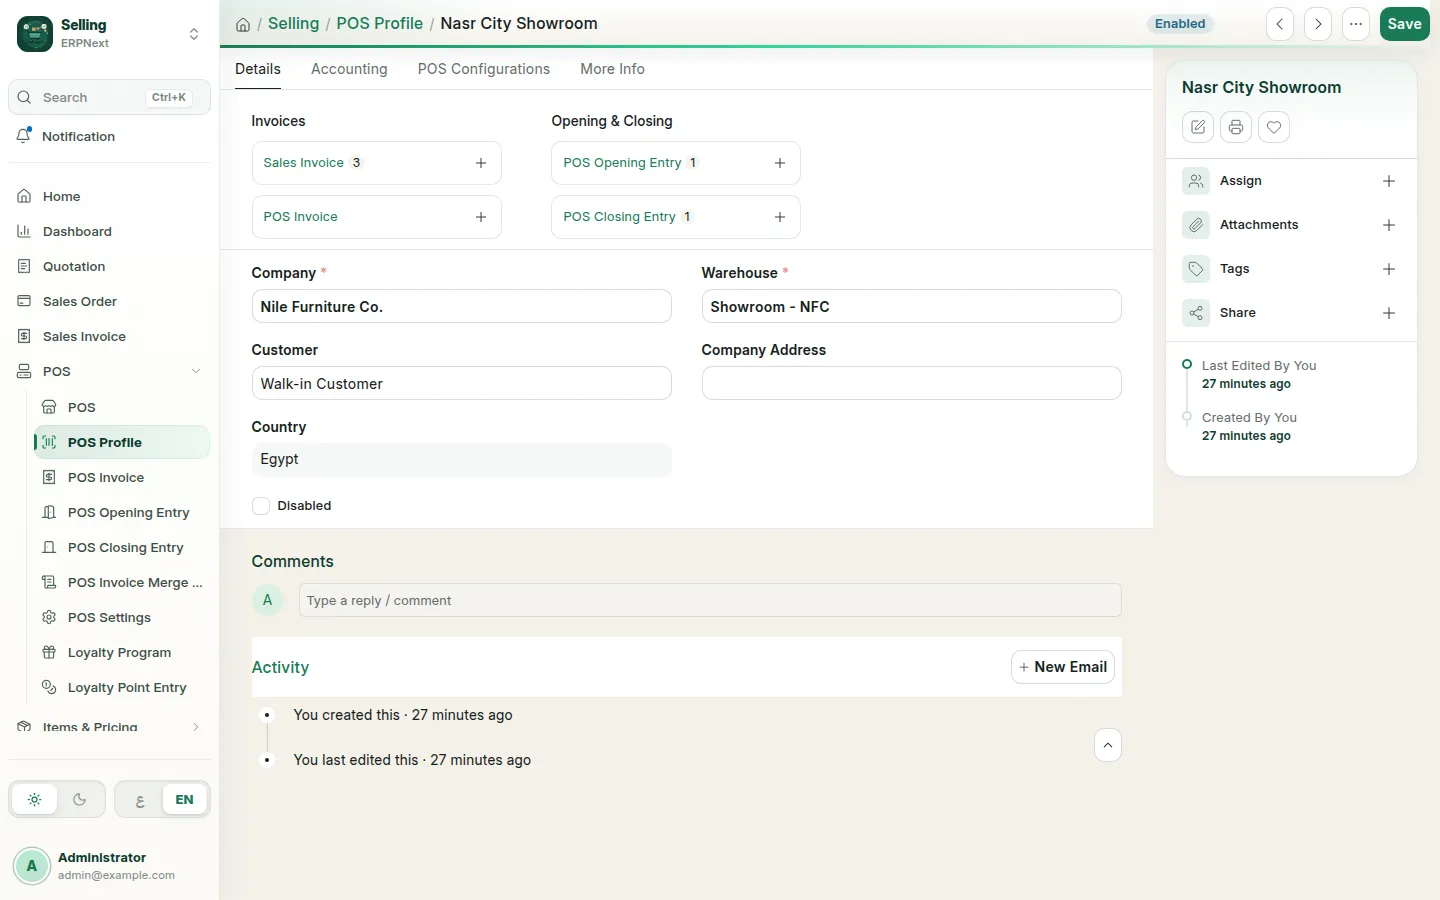 Selling
ERPNext
Search
Ctrl+K
Notification
Home
Dashboard
Quotation
Sales Order
Sales Invoice
POS
POS
POS Profile
POS Invoice
POS Opening Entry
POS Closing Entry
POS Invoice Merge ...
POS Settings
Loyalty Program
Loyalty Point Entry
Items & Pricing
ع
EN
A
Administrator
admin@example.com
/ Selling / POS Profile / Nasr City Showroom
Enabled
Save
Details
Accounting
POS Configurations
More Info
Invoices
Opening & Closing
Sales Invoice 3
POS Opening Entry 1
POS Invoice
POS Closing Entry 1
Company *
Warehouse *
Nile Furniture Co.
Showroom - NFC
Customer
Company Address
Walk-in Customer
Country
Egypt
Disabled
Comments
A
Type a reply / comment
Activity
New Email
You created this · 27 minutes ago
You last edited this · 27 minutes ago
Nasr City Showroom
Assign
Attachments
Tags
Share
Last Edited By You
27 minutes ago
Created By You
27 minutes ago